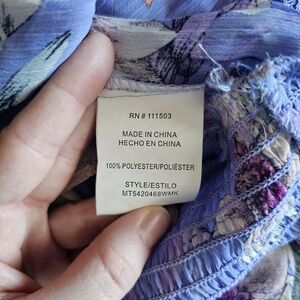 RN # 111503
MADE IN CHINA
HECHO EN CHINA
100% POLYESTER/POLIÉSTER
STYLE/ESTILO
MT5420468WMK